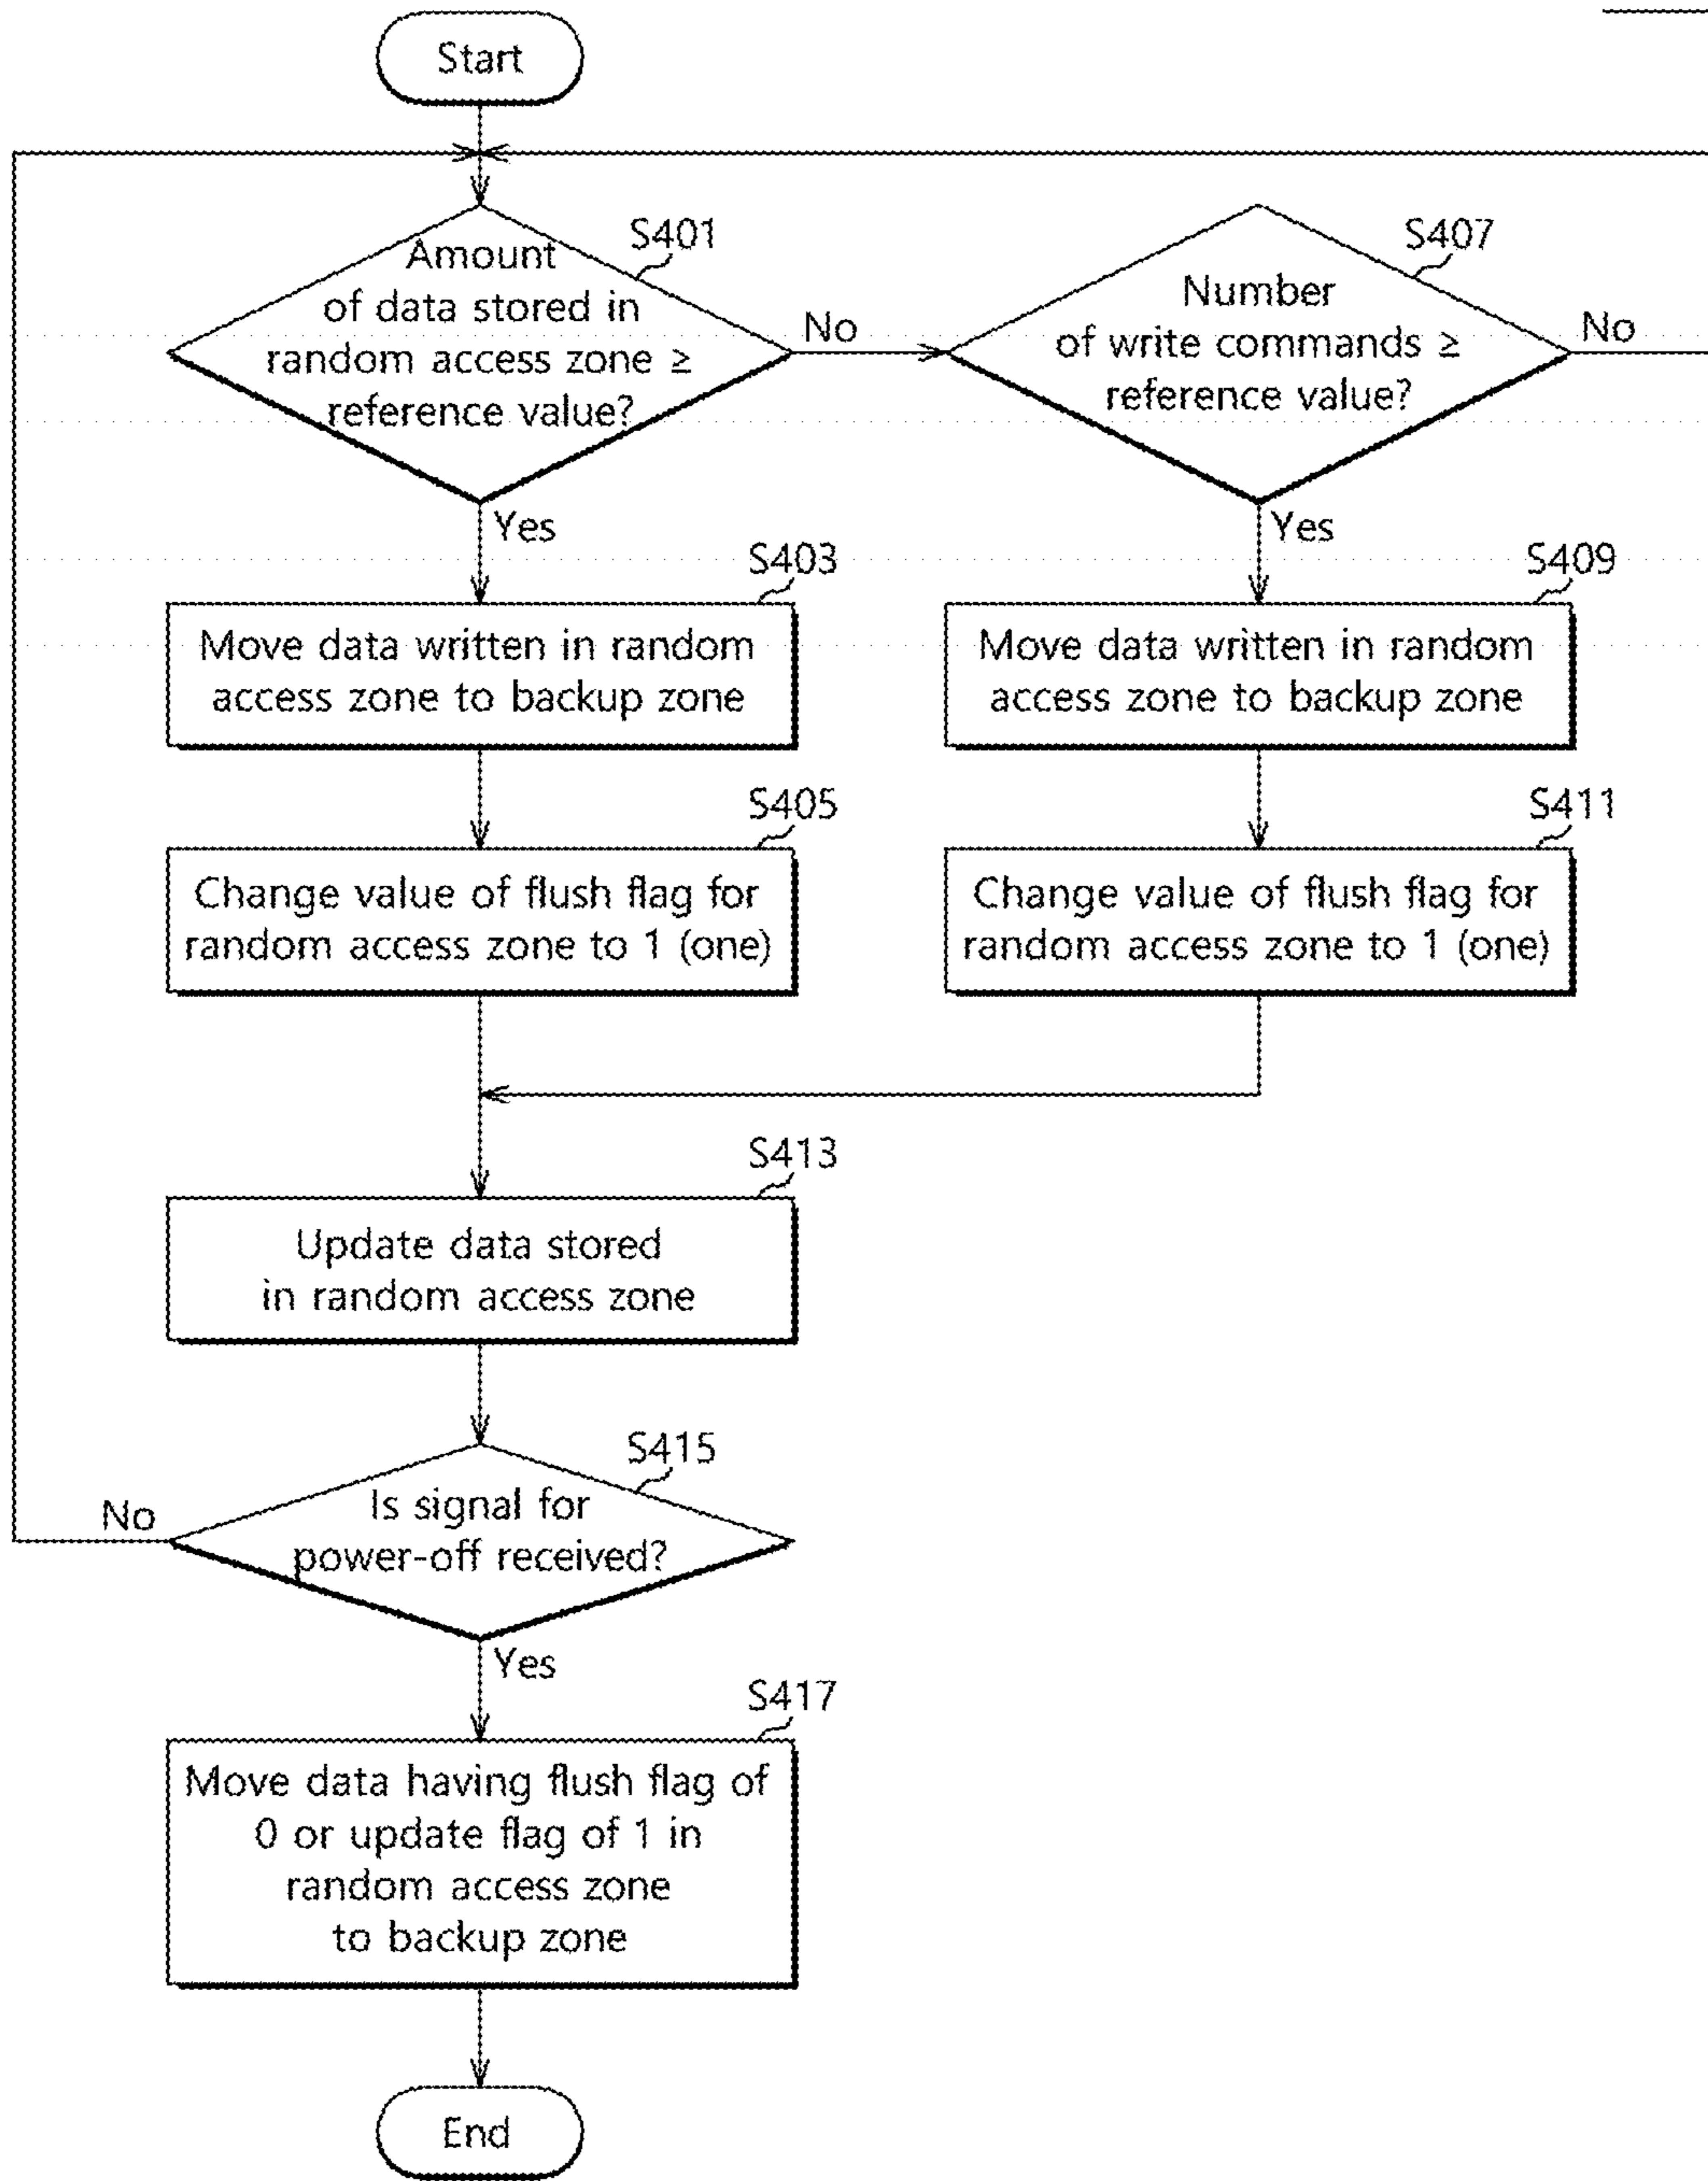 Start
S401
Amount
of data stored in
random access zone ≥
reference value?
No
Yes
S407
Number
of write commands ≥
reference value?
No
Yes
S403
Move data written in random
access zone to backup zone
S409
Move data written in random
access zone to backup zone
S405
Change value of flush flag for
random access zone to 1 (one)
S411
Change value of flush flag for
random access zone to 1 (one)
S413
Update data stored
in random access zone
S415
Is signal for
power-off received?
No
Yes
S417
Move data having flush flag of
0 or update flag of 1 in
random access zone
to backup zone
End